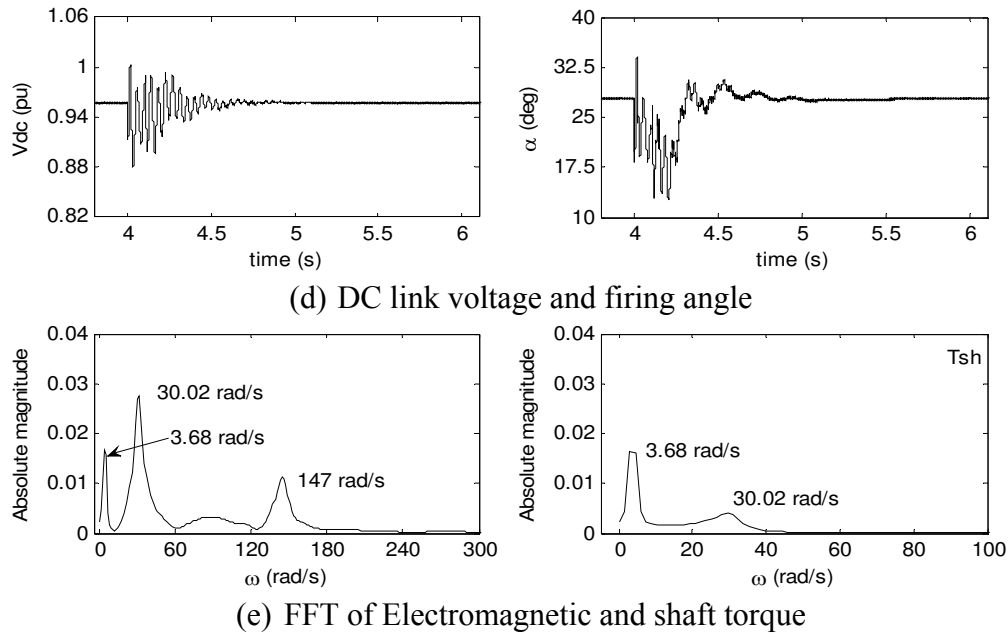 1.06
1
0.94
0.88
0.82
Vdc (pu)
4 4.5 5 5.5 6
time (s)
40
32.5
25
17.5
10
α (deg)
4 4.5 5 5.5 6
time (s)
(d) DC link voltage and firing angle
0.04
0.03
0.02
0.01
0
Absolute magnitude
30.02 rad/s
3.68 rad/s
147 rad/s
0 60 120 180 240 300
ω (rad/s)
0.04
0.03
0.02
0.01
0
Absolute magnitude
Tsh
3.68 rad/s
30.02 rad/s
0 20 40 60 80 100
ω (rad/s)
(e) FFT of Electromagnetic and shaft torque